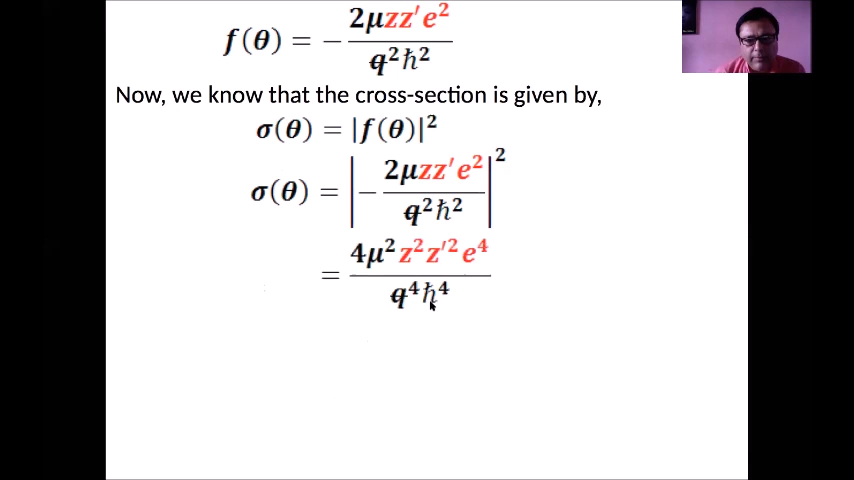 f(θ) = − 2μzz′e² / q²ħ²
Now, we know that the cross-section is given by,
σ(θ) = |f(θ)|²
σ(θ) = |− 2μzz′e² / q²ħ²|²
= 4μ²z²z′²e⁴ / q⁴ħ⁴